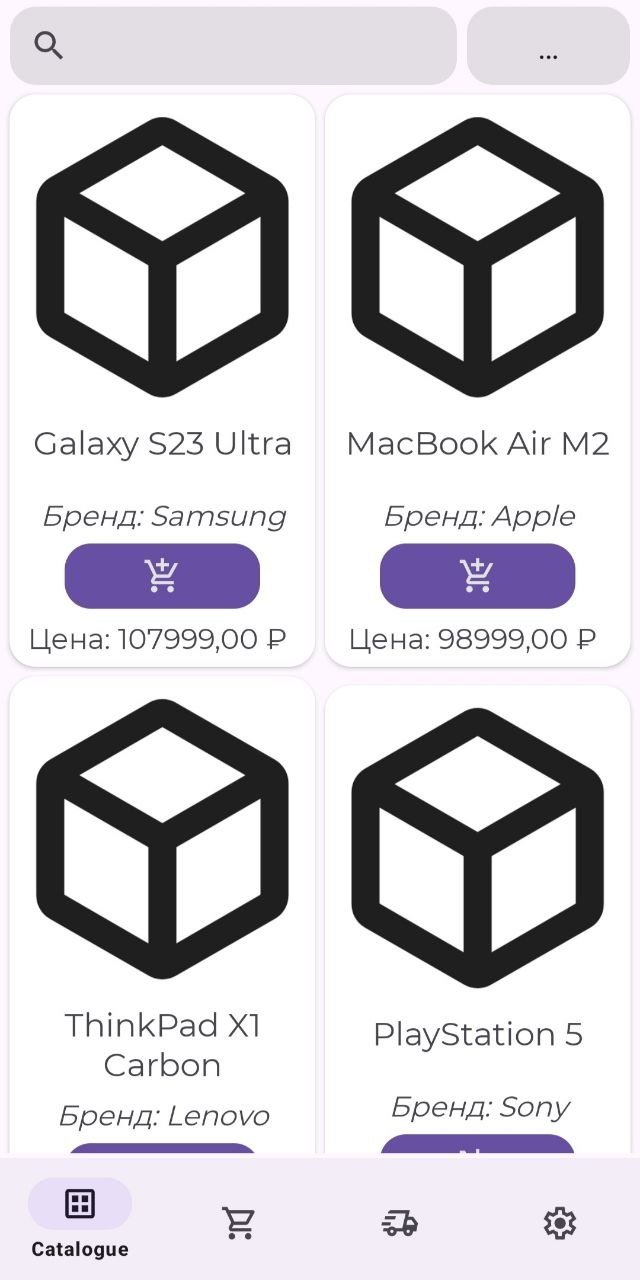 ...
Galaxy S23 Ultra
MacBook Air M2
Бренд: Samsung
Бренд: Apple
Цена: 107999,00 ₽
Цена: 98999,00 ₽
ThinkPad X1
Carbon
PlayStation 5
Бренд: Lenovo
Бренд: Sony
Catalogue